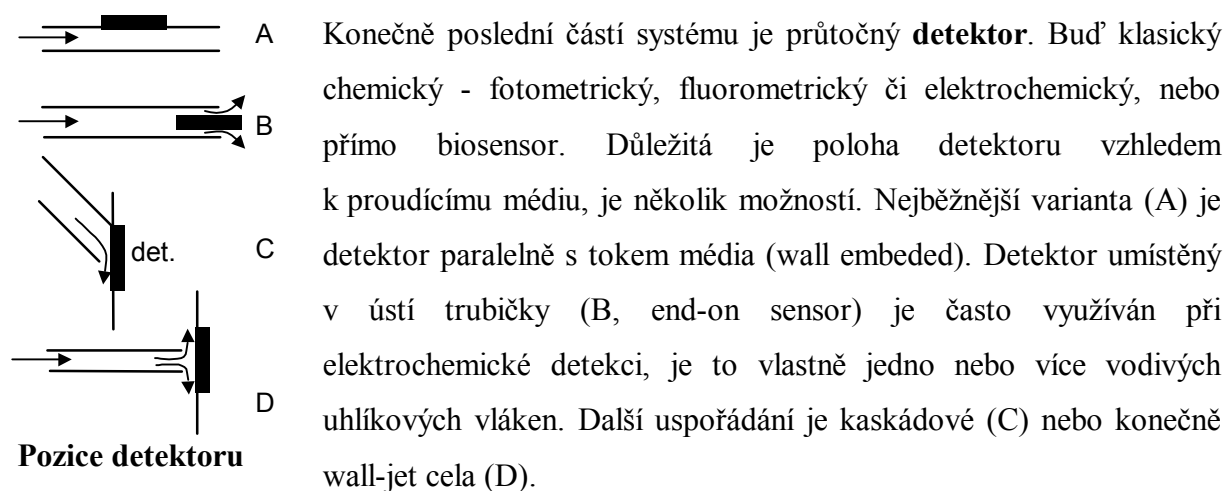 A
B
det.
C
D
Pozice detektoru
Konečně poslední částí systému je průtočný detektor. Buď klasický
chemický - fotometrický, fluorometrický či elektrochemický, nebo
přímo biosensor. Důležitá je poloha detektoru vzhledem
k proudícímu médiu, je několik možností. Nejběžnější varianta (A) je
detektor paralelně s tokem média (wall embeded). Detektor umístěný
v ústí trubičky (B, end-on sensor) je často využíván při
elektrochemické detekci, je to vlastně jedno nebo více vodivých
uhlíkových vláken. Další uspořádání je kaskádové (C) nebo konečně
wall-jet cela (D).